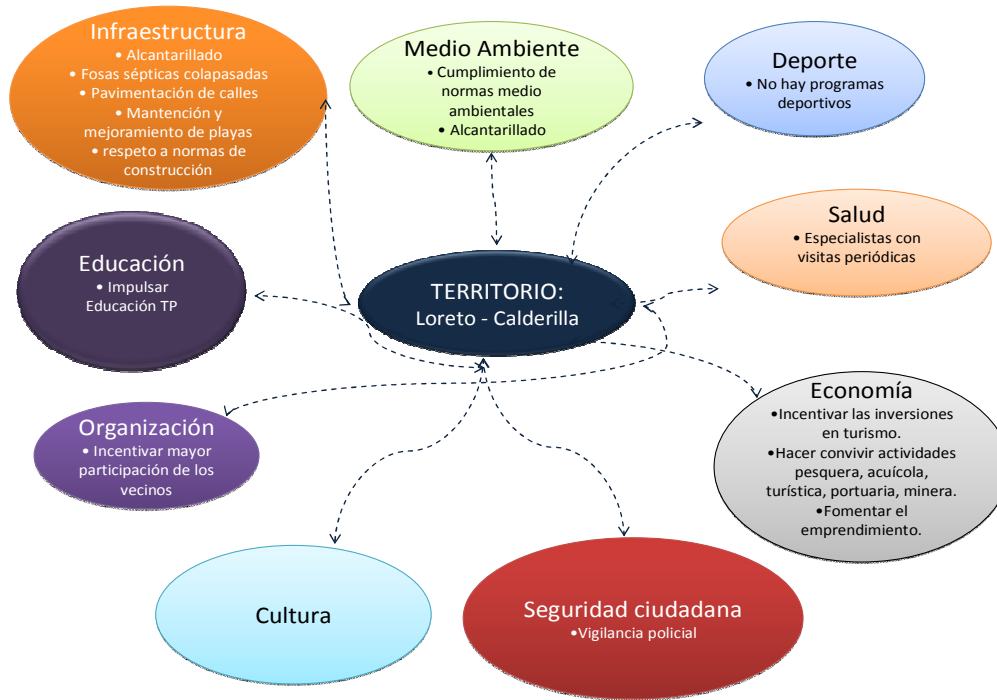 Infraestructura
• Alcantarillado
• Fosas sépticas colapasadas
• Pavimentación de calles
• Mantención y
mejoramiento de playas
• respeto a normas de
construcción
Medio Ambiente
• Cumplimiento de
normas medio
ambientales
• Alcantarillado
Deporte
• No hay programas
deportivos
Salud
• Especialistas con
visitas periódicas
Educación
• Impulsar
Educación TP
TERRITORIO:
Loreto - Calderilla
Organización
• Incentivar mayor
participación de los
vecinos
Economía
•Incentivar las inversiones
en turismo.
•Hacer convivir actividades
pesquera, acuícola,
turística, portuaria, minera.
•Fomentar el
emprendimiento.
Cultura
Seguridad ciudadana
•Vigilancia policial